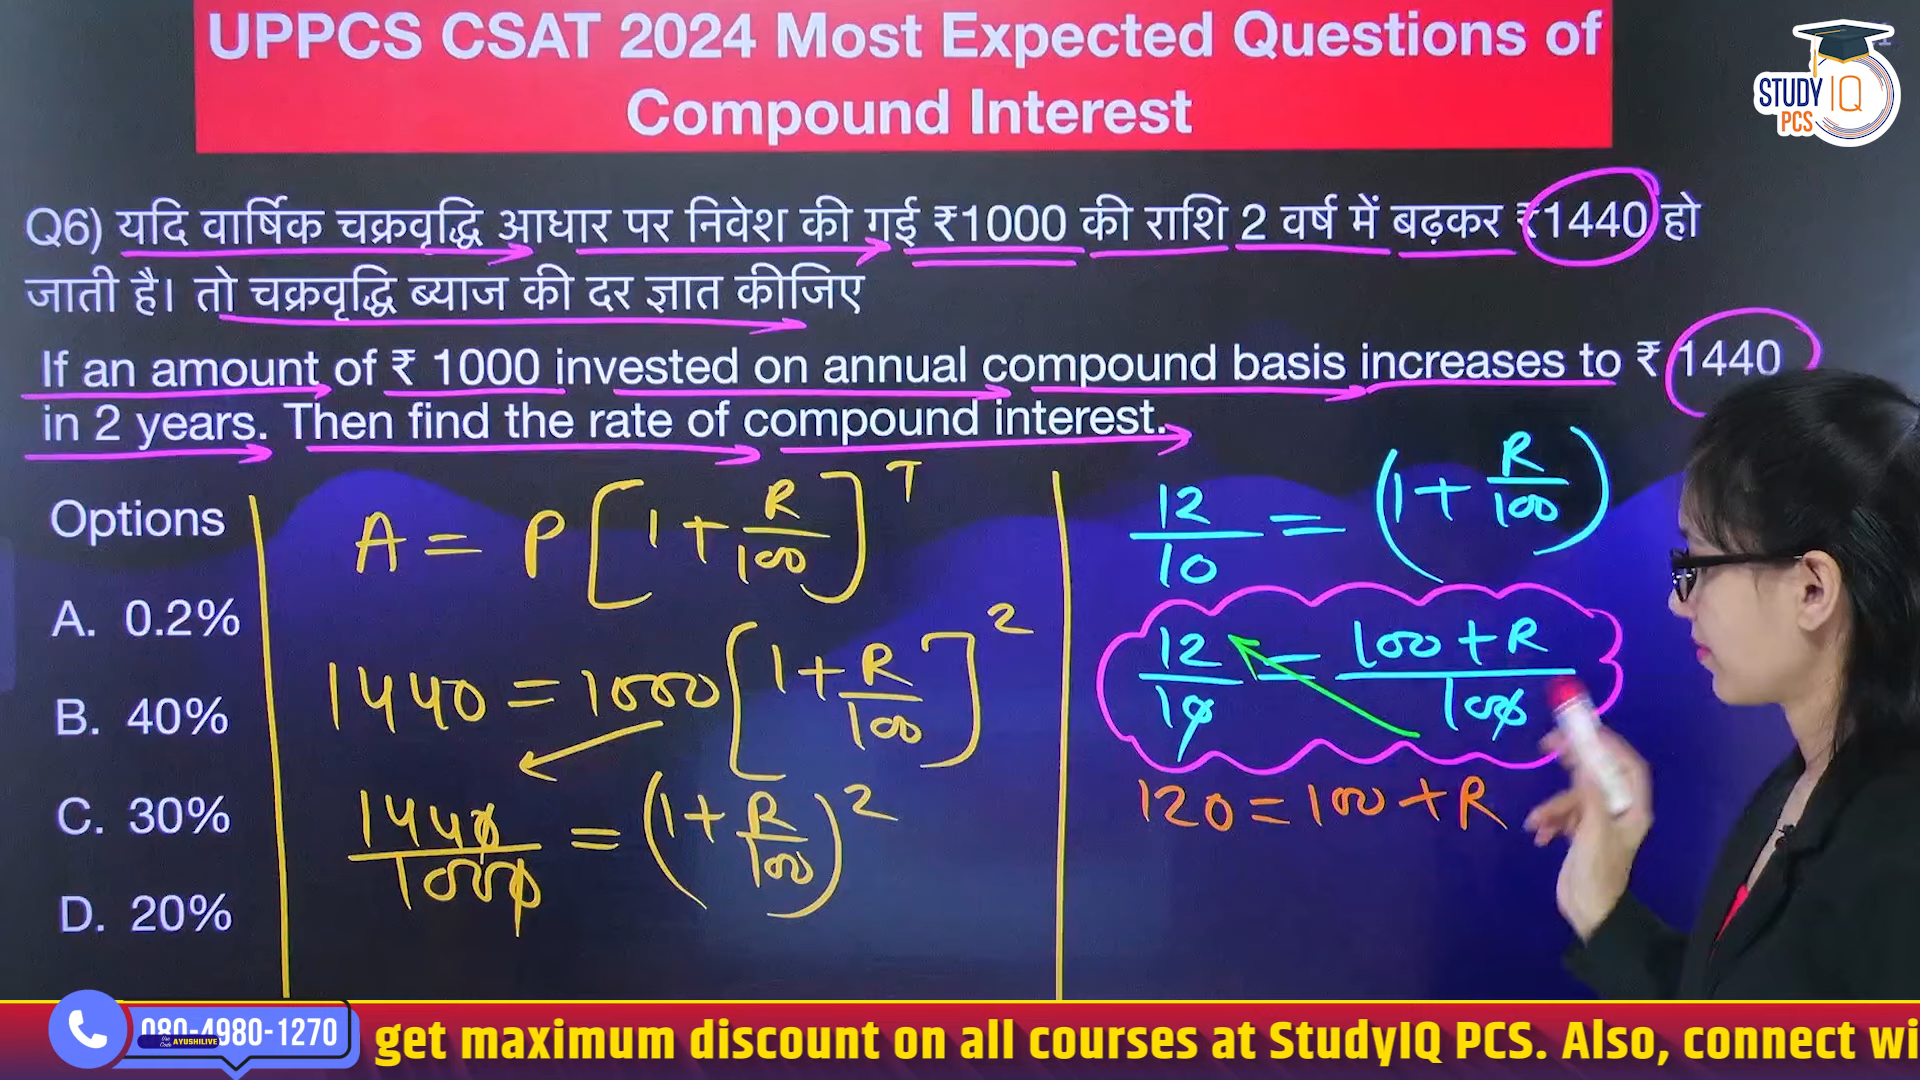 UPPCS CSAT 2024 Most Expected Questions of
Compound Interest
STUDY IQ
PCS
Q6) यदि वार्षिक चक्रवृद्धि आधार पर निवेश की गई ₹1000 की राशि 2 वर्ष में बढ़कर ₹1440 हो
जाती है। तो चक्रवृद्धि ब्याज की दर ज्ञात कीजिए
If an amount of ₹ 1000 invested on annual compound basis increases to ₹ 1440
in 2 years. Then find the rate of compound interest.
Options
A. 0.2%
B. 40%
C. 30%
D. 20%
A = P [1 + R/100]^T
1440 = 1000 [1 + R/100]^2
1440/1000 = (1 + R/100)^2
12/10 = (1 + R/100)
12/10 = 100 + R/100
120 = 100 + R
080-4980-1270
AYUSHILIVE
get maximum discount on all courses at StudyIQ PCS. Also, connect wi